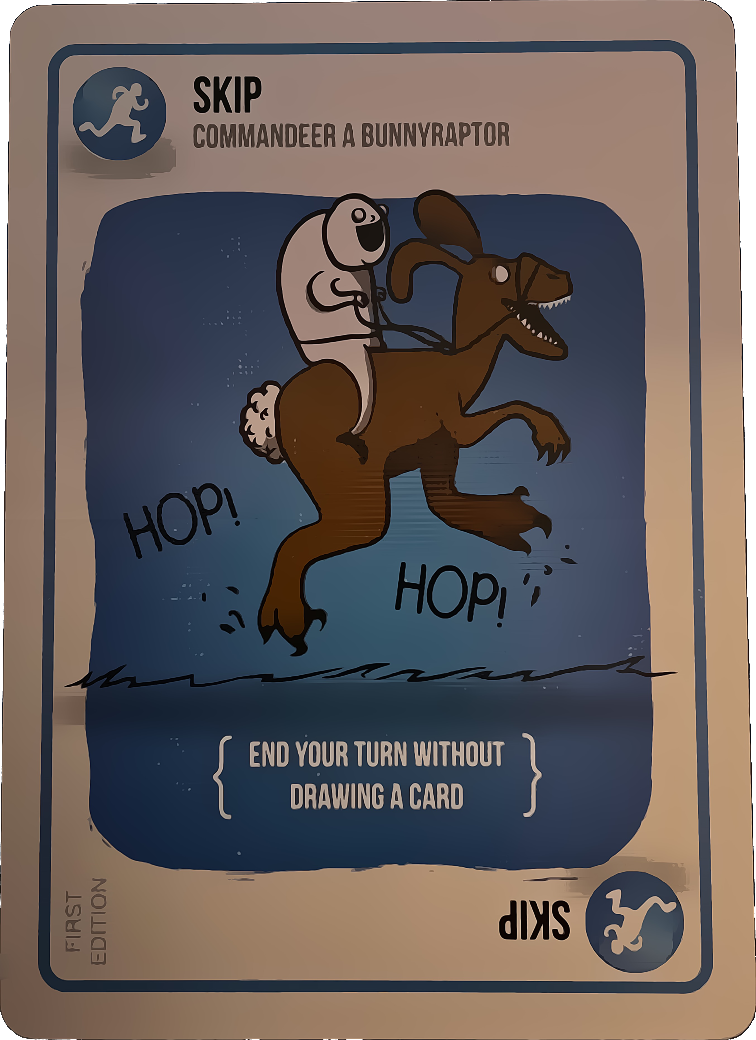 SKIP
COMMANDEER A BUNNYRAPTOR
HOP!
HOP!
END YOUR TURN WITHOUT
DRAWING A CARD
FIRST
EDITION
SKIP